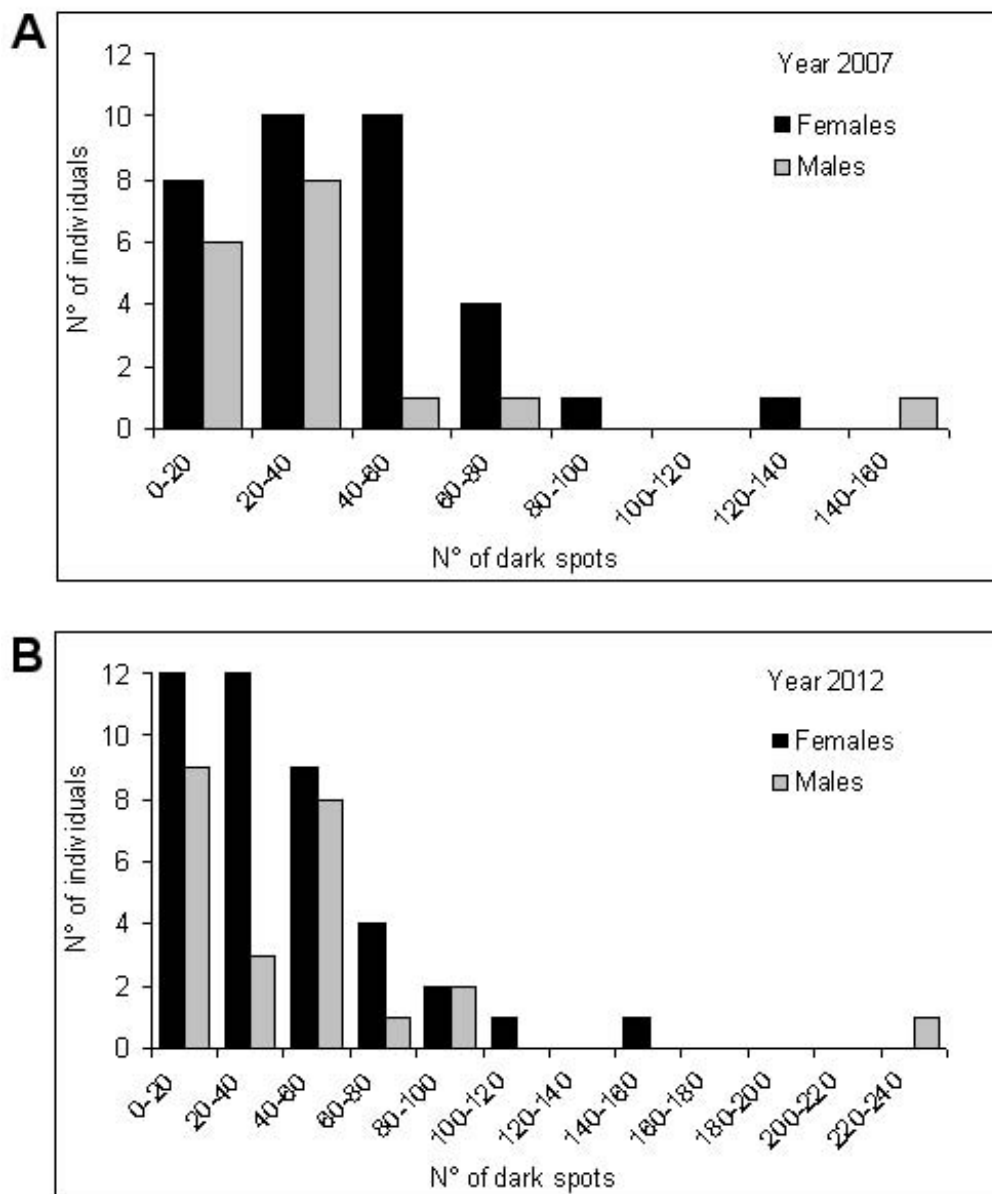 A
Year 2007
Females
Males
N° of individuals
12
10
8
6
4
2
0
0-20
20-40
40-60
60-80
80-100
100-120
120-140
140-160
N° of dark spots
B
Year 2012
Females
Males
N° of individuals
12
10
8
6
4
2
0
0-20
20-40
40-60
60-80
80-100
100-120
120-140
140-160
160-180
180-200
200-220
220-240
N° of dark spots